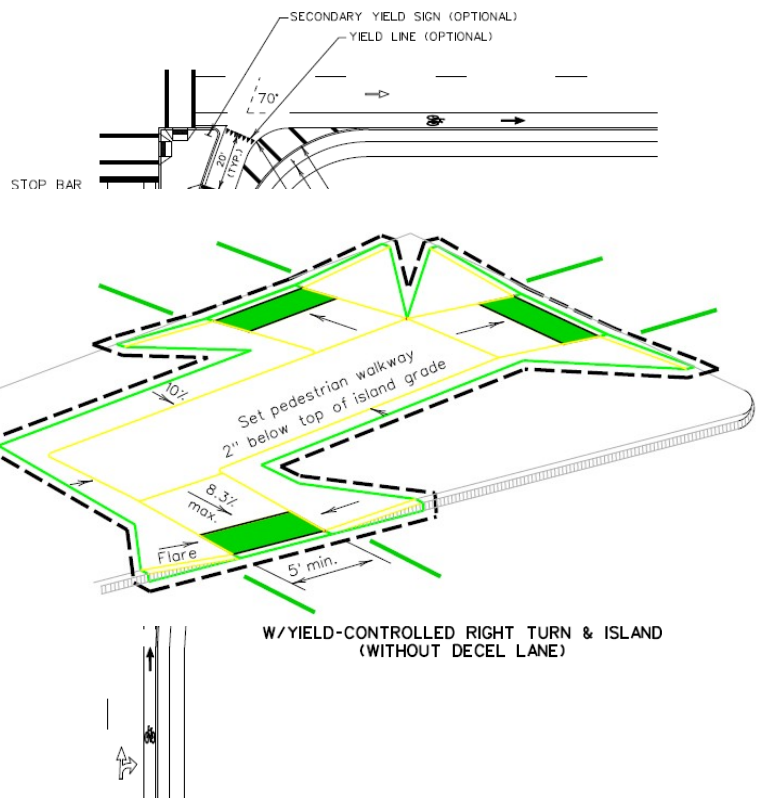 SECONDARY YIELD SIGN (OPTIONAL)
YIELD LINE (OPTIONAL)
70°
20'
(TYP.)
STOP BAR
10%
Set pedestrian walkway
2" below top of island grade
8.3%
max.
Flare
5' min.
W/YIELD-CONTROLLED RIGHT TURN & ISLAND
(WITHOUT DECEL LANE)